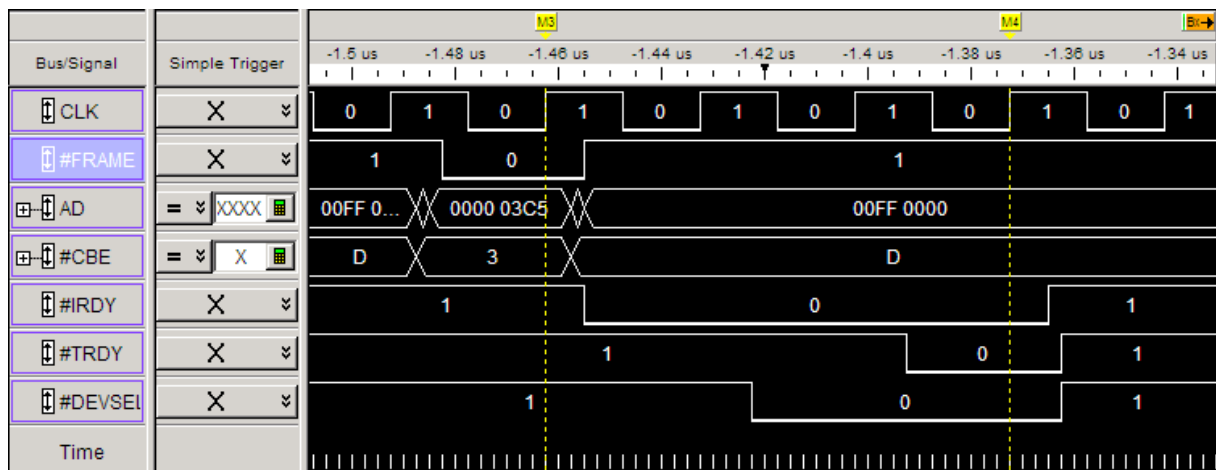 M3 M4 Bx
Bus/Signal Simple Trigger -1.5 us -1.48 us -1.46 us -1.44 us -1.42 us -1.4 us -1.38 us -1.36 us -1.34 us
CLK X 0 1 0 1 0 1 0 1 0 1 0 1
#FRAME X 1 0 1
AD = XXXX 00FF 0... 0000 03C5 00FF 0000
#CBE = X D 3 D
#IRDY X 1 0 1
#TRDY X 1 0 1
#DEVSEL X 1 0 1
Time